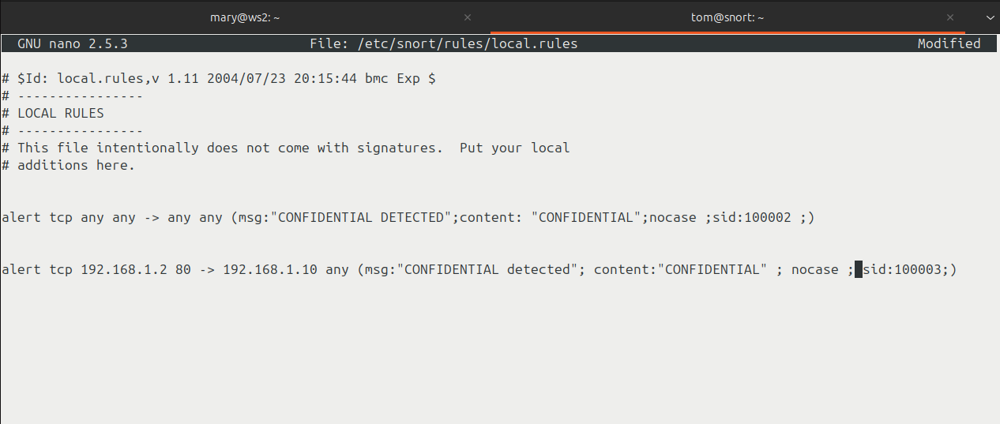 mary@ws2: ~ × tom@snort: ~ ×
GNU nano 2.5.3 File: /etc/snort/rules/local.rules Modified
# $Id: local.rules,v 1.11 2004/07/23 20:15:44 bmc Exp $
# ----------------
# LOCAL RULES
# ----------------
# This file intentionally does not come with signatures.  Put your local
# additions here.
alert tcp any any -> any any (msg:"CONFIDENTIAL DETECTED";content: "CONFIDENTIAL";nocase ;sid:100002 ;)
alert tcp 192.168.1.2 80 -> 192.168.1.10 any (msg:"CONFIDENTIAL detected"; content:"CONFIDENTIAL" ; nocase ; sid:100003;)